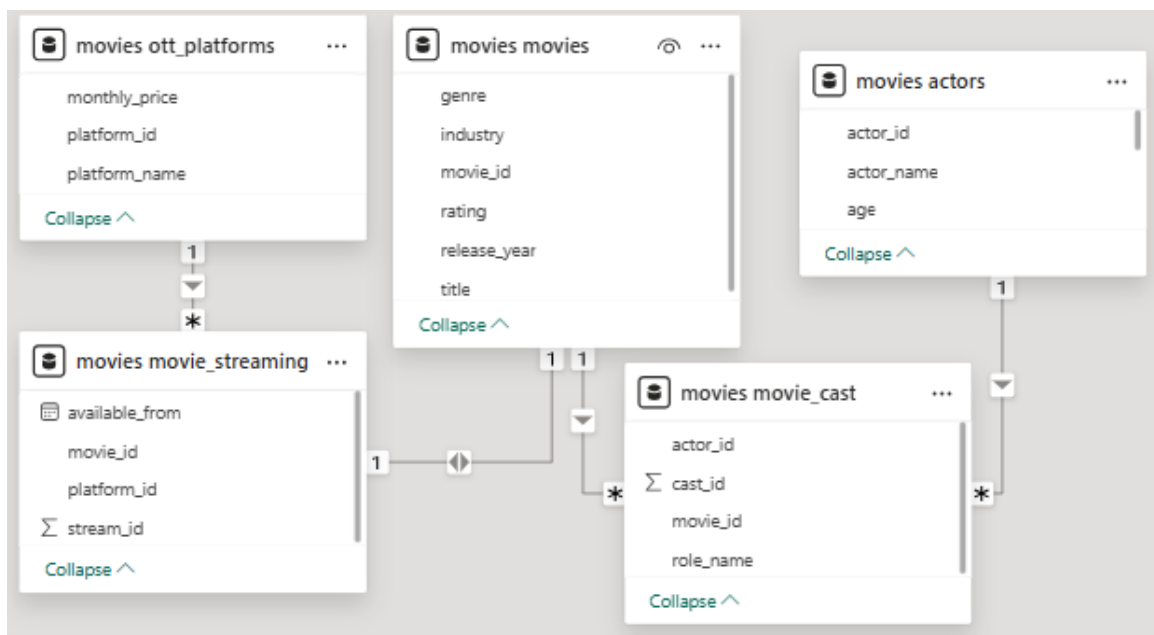 movies ott_platforms ...
monthly_price
platform_id
platform_name
Collapse
movies movies ...
genre
industry
movie_id
rating
release_year
title
Collapse
movies actors ...
actor_id
actor_name
age
Collapse
1
*
movies movie_streaming ...
available_from
movie_id
platform_id
Σ stream_id
Collapse
1
1
1
*
movies movie_cast ...
actor_id
Σ cast_id
movie_id
role_name
Collapse
1
*